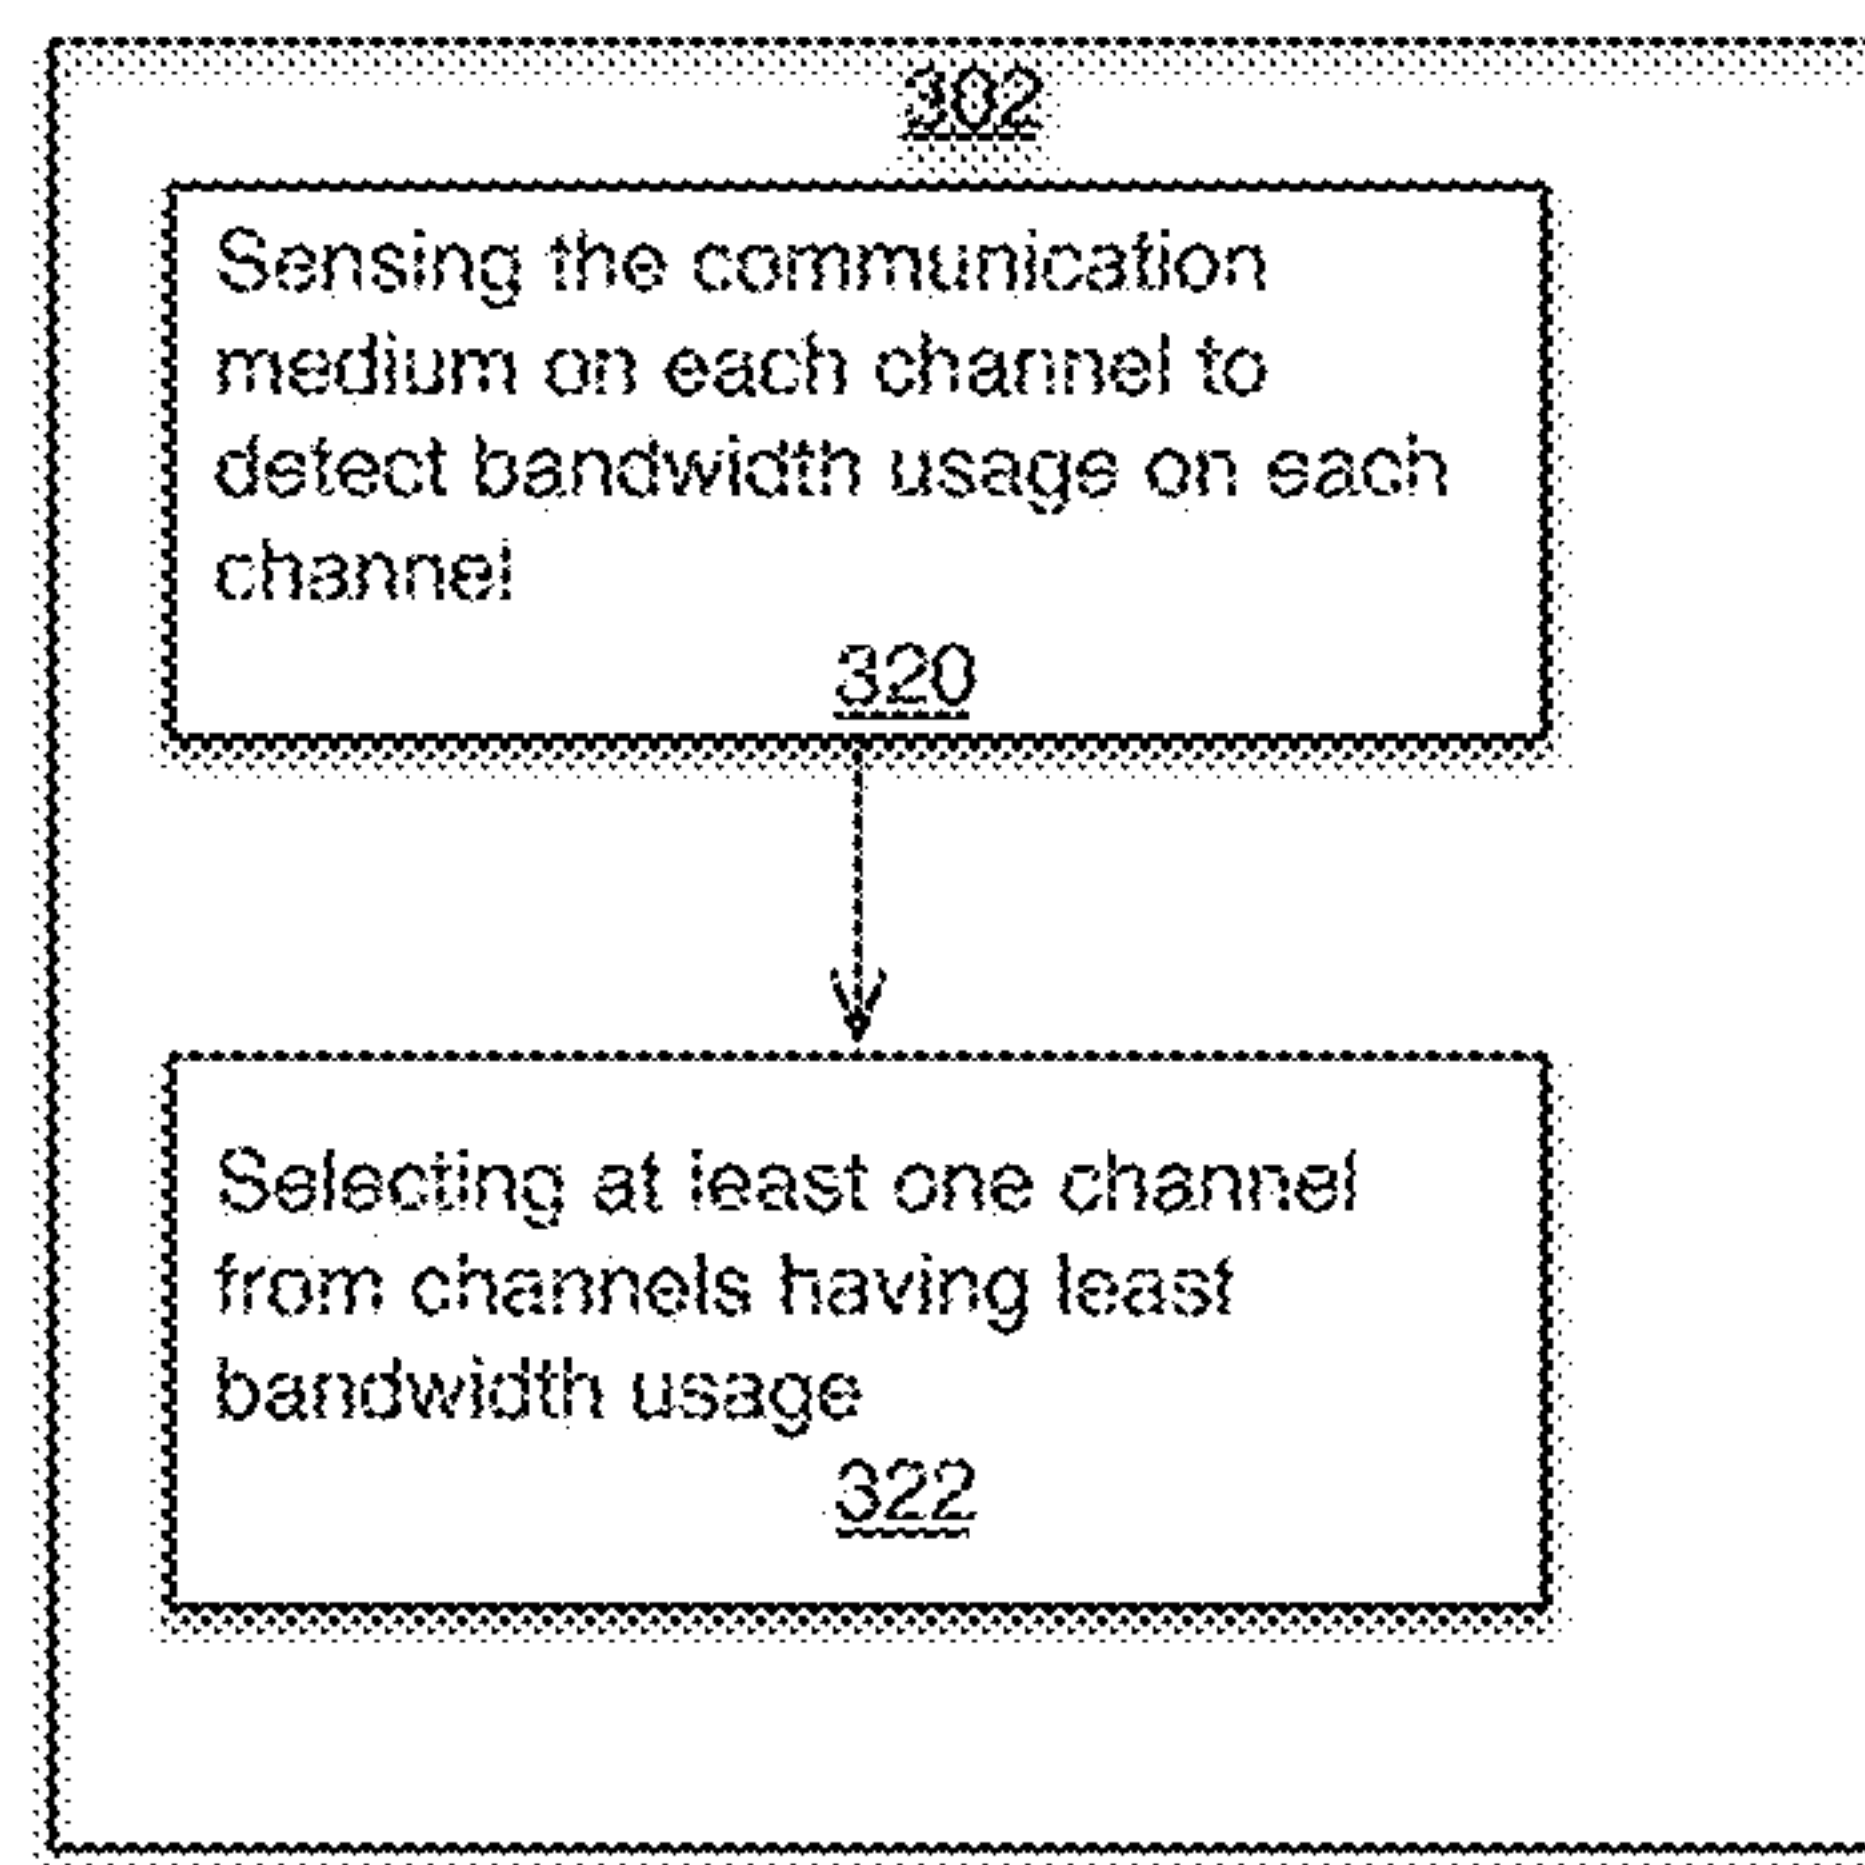 302
Sensing the communication
medium on each channel to
detect bandwidth usage on each
channel
320
Selecting at least one channel
from channels having least
bandwidth usage
322